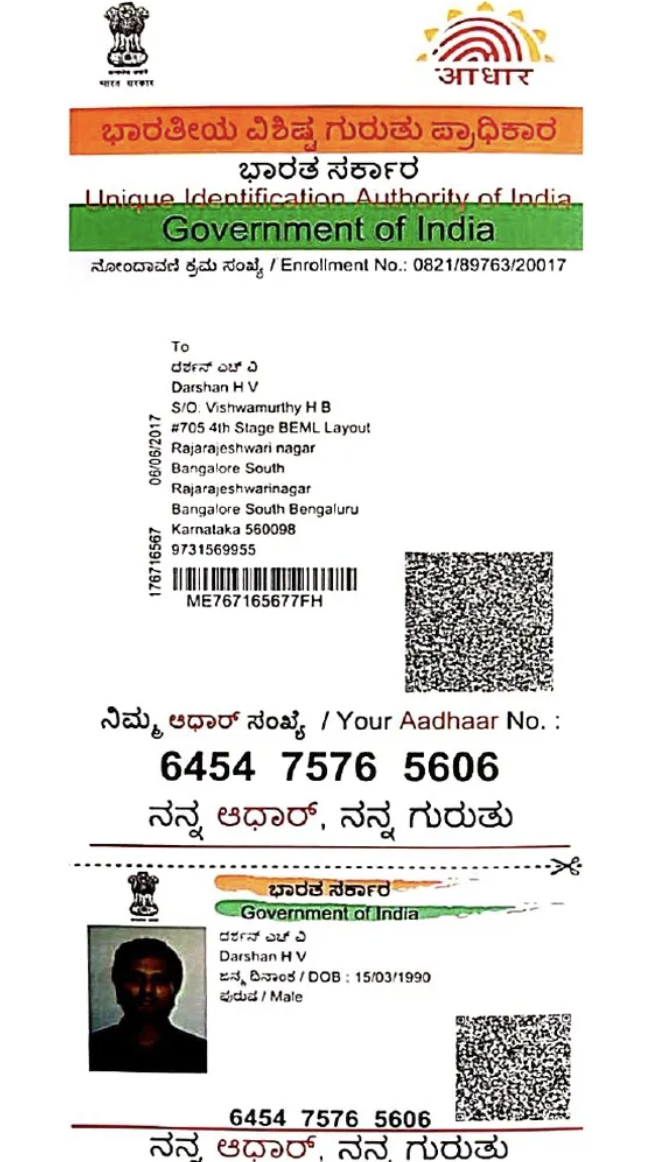 भारत सरकार
आधार
ಭಾರತೀಯ ವಿಶಿಷ್ಟ ಗುರುತು ಪ್ರಾಧಿಕಾರ
ಭಾರತ ಸರ್ಕಾರ
Unique Identification Authority of India
Government of India
ನೋಂದಾವಣಿ ಕ್ರಮ ಸಂಖ್ಯೆ / Enrollment No.: 0821/89763/20017
To
ದರ್ಶನ್ ಎಚ್ ವಿ
Darshan H V
S/O. Vishwamurthy H B
#705 4th Stage BEML Layout
Rajarajeshwari nagar
Bangalore South
Rajarajeshwarinagar
Bangalore South Bengaluru
Karnataka 560098
9731569955
06/06/2017
176716567
ME767165677FH
ನಿಮ್ಮ ಆಧಾರ್ ಸಂಖ್ಯೆ / Your Aadhaar No. :
6454 7576 5606
ನನ್ನ ಆಧಾರ್, ನನ್ನ ಗುರುತು
ಭಾರತ ಸರ್ಕಾರ
Government of India
ದರ್ಶನ್ ಎಚ್ ವಿ
Darshan H V
ಜನ್ಮ ದಿನಾಂಕ / DOB : 15/03/1990
ಪುರುಷ / Male
6454 7576 5606
ನನ್ನ ಆಧಾರ್, ನನ್ನ ಗುರುತು